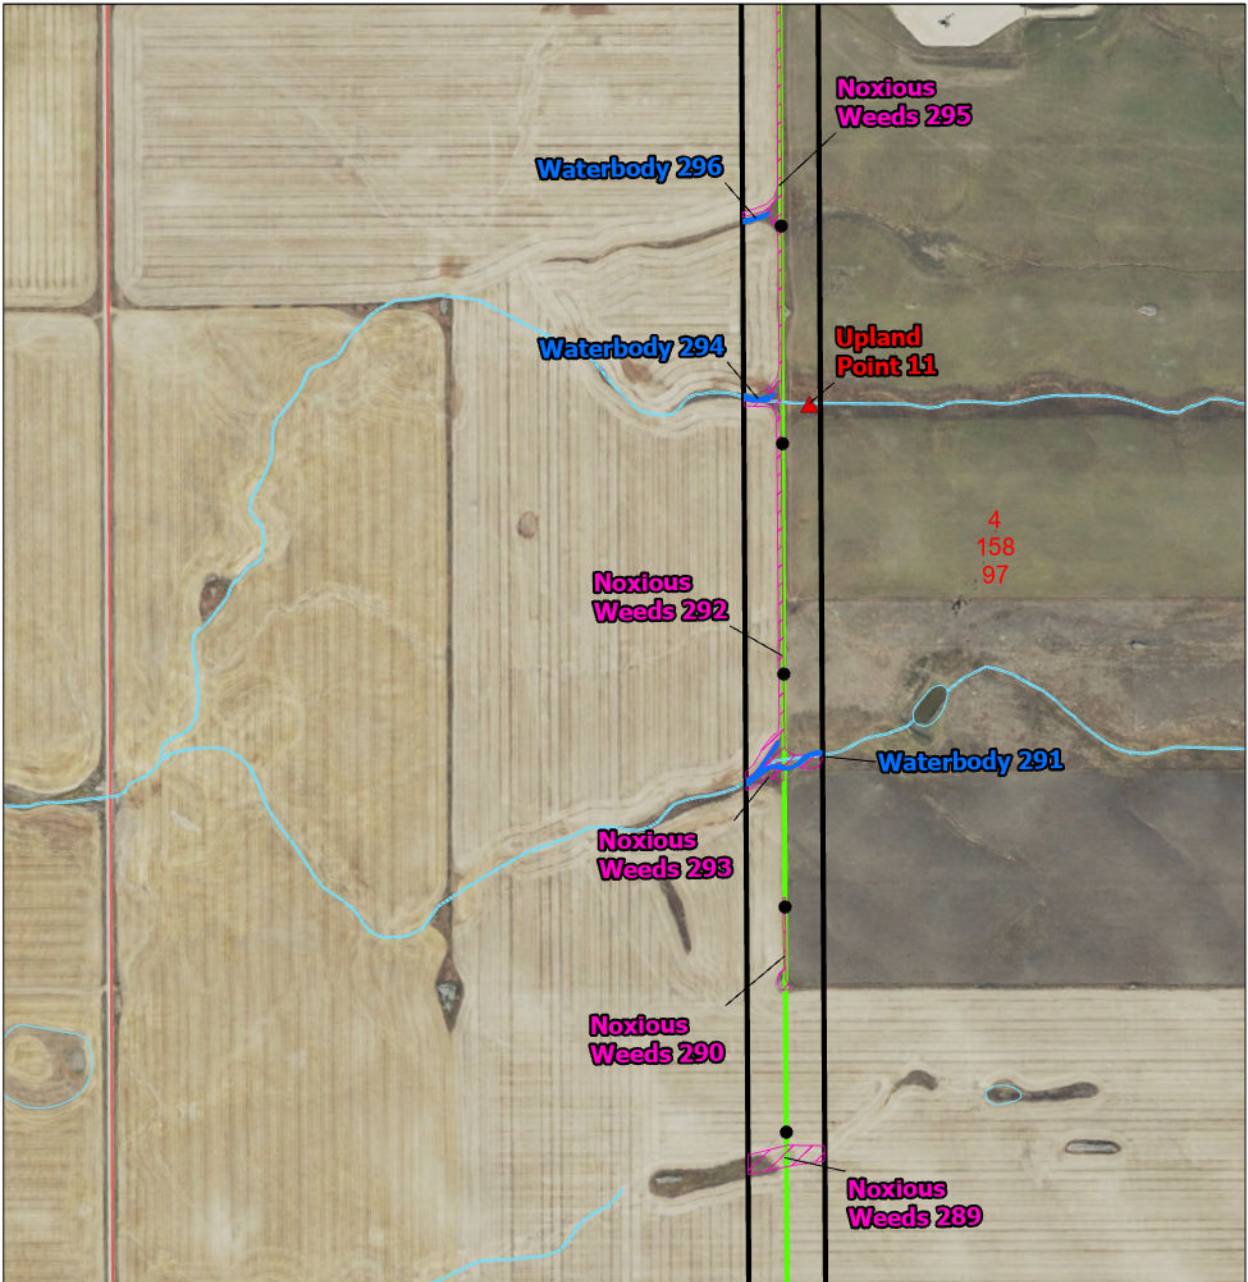 Noxious
Weeds 295
Waterbody 296
Upland
Point 11
Waterbody 294
4
158
97
Noxious
Weeds 292
Waterbody 291
Noxious
Weeds 293
Noxious
Weeds 290
Noxious
Weeds 289